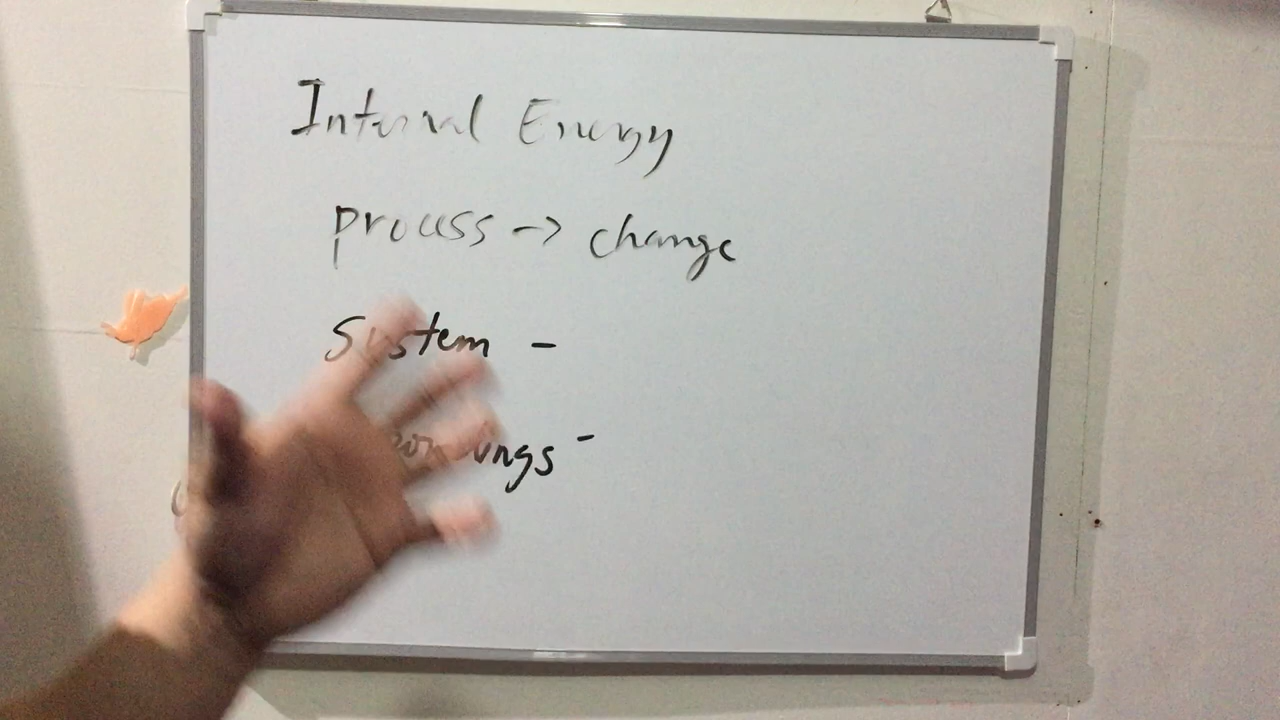 Internal Energy
process → change
System -
-